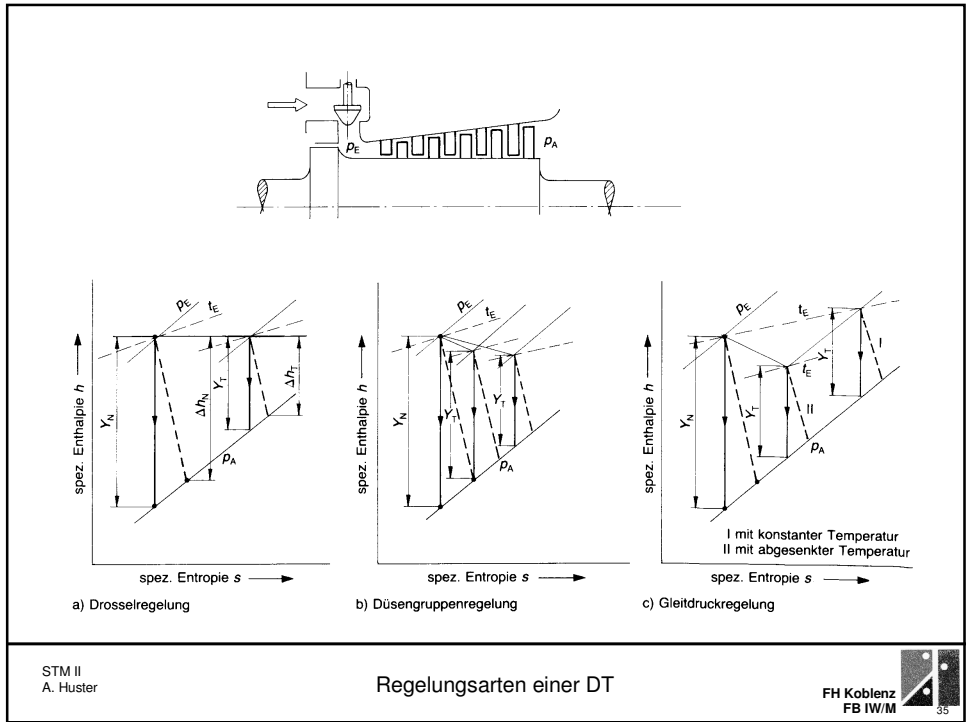 p_E
p_A
spez. Enthalpie h
Y_N
p_E
t_E
Δh_N
Y_T
Δh_T
p_A
spez. Entropie s
a) Drosselregelung
spez. Enthalpie h
Y_N
p_E
t_E
Y_T
Y_T
p_A
spez. Entropie s
b) Düsengruppenregelung
spez. Enthalpie h
Y_N
p_E
t_E
Y_T
I
t_E
Y_T
II
p_A
I mit konstanter Temperatur
II mit abgesenkter Temperatur
spez. Entropie s
c) Gleitdruckregelung
STM II
A. Huster
Regelungsarten einer DT
FH Koblenz
FB IW/M
35